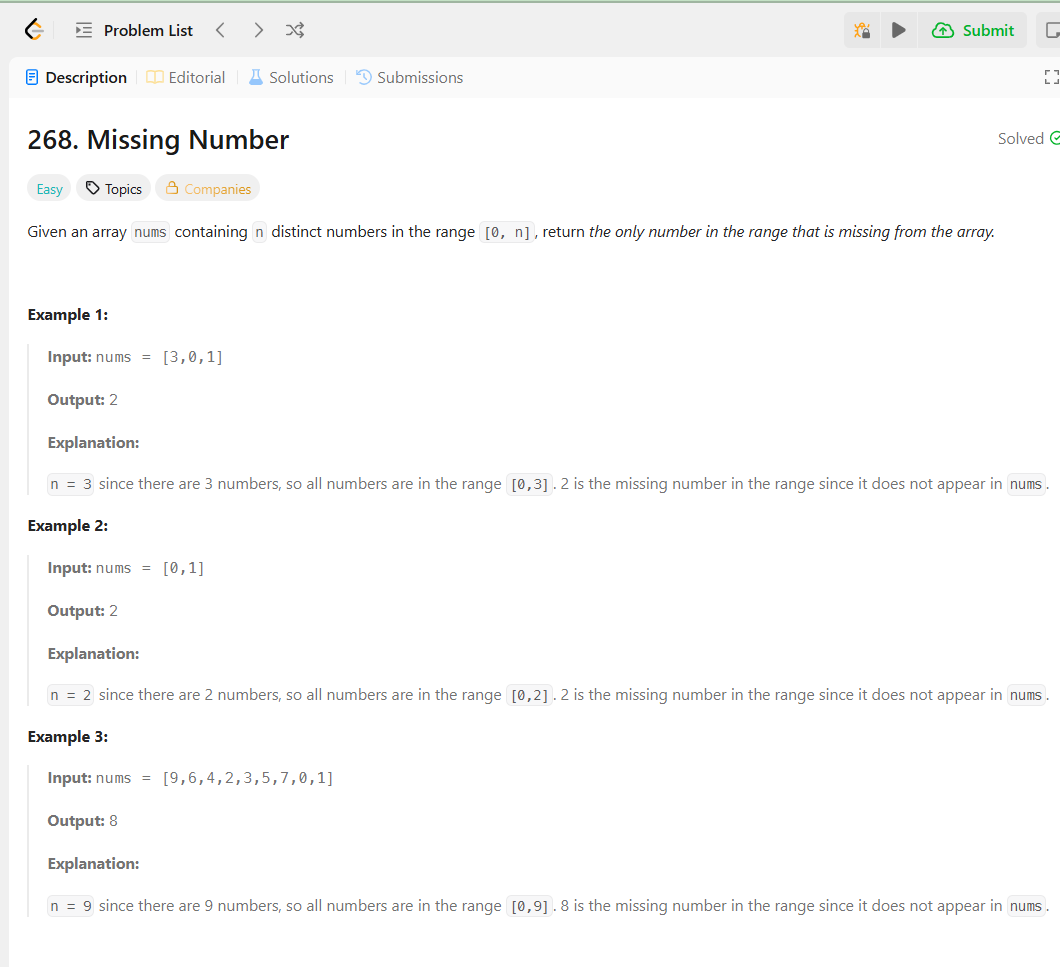 Problem List
Submit
Description
Editorial
Solutions
Submissions
268. Missing Number
Solved
Easy
Topics
Companies
Given an array nums containing n distinct numbers in the range [0, n], return the only number in the range that is missing from the array.
Example 1:
Input: nums = [3,0,1]
Output: 2
Explanation:
n = 3 since there are 3 numbers, so all numbers are in the range [0,3]. 2 is the missing number in the range since it does not appear in nums.
Example 2:
Input: nums = [0,1]
Output: 2
Explanation:
n = 2 since there are 2 numbers, so all numbers are in the range [0,2]. 2 is the missing number in the range since it does not appear in nums.
Example 3:
Input: nums = [9,6,4,2,3,5,7,0,1]
Output: 8
Explanation:
n = 9 since there are 9 numbers, so all numbers are in the range [0,9]. 8 is the missing number in the range since it does not appear in nums.